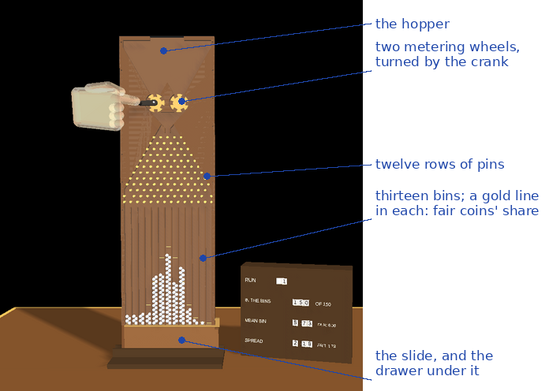 the hopper
two metering wheels,
turned by the crank
twelve rows of pins
thirteen bins; a gold line
in each: fair coins' share
RUN 1
IN THE BINS 150 OF 150
MEAN BIN
SPREAD
the slide, and the
drawer under it